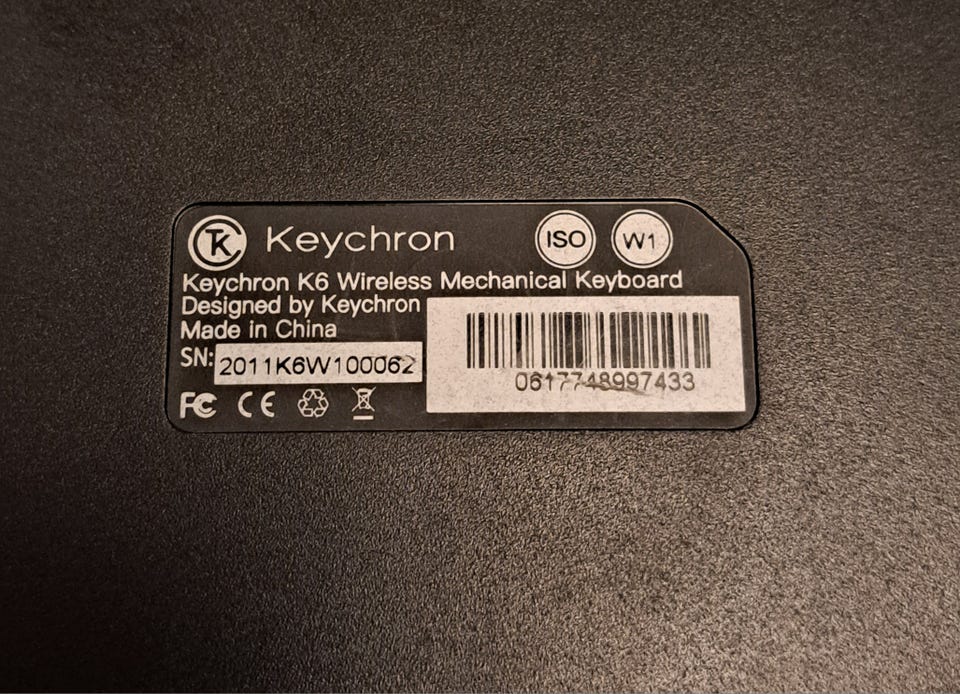 TK Keychron ISO W1
Keychron K6 Wireless Mechanical Keyboard
Designed by Keychron
Made in China
SN: 2011K6W100062
0617748997433
FC CE